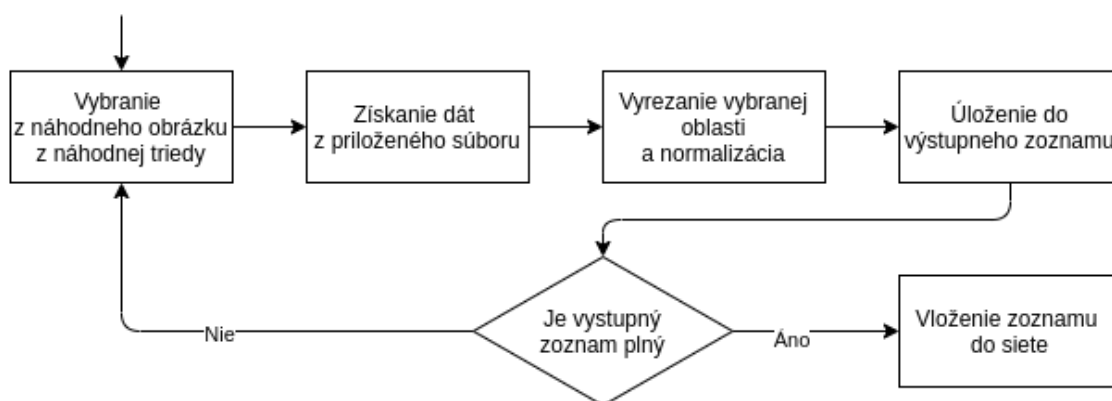 Vybranie
z náhodneho obrázku
z náhodnej triedy
Získanie dát
z priloženého súboru
Vyrezanie vybranej
oblasti
a normalizácia
Úloženie do
výstupneho zoznamu
Je vystupný
zoznam plný
Nie
Áno
Vloženie zoznamu
do siete